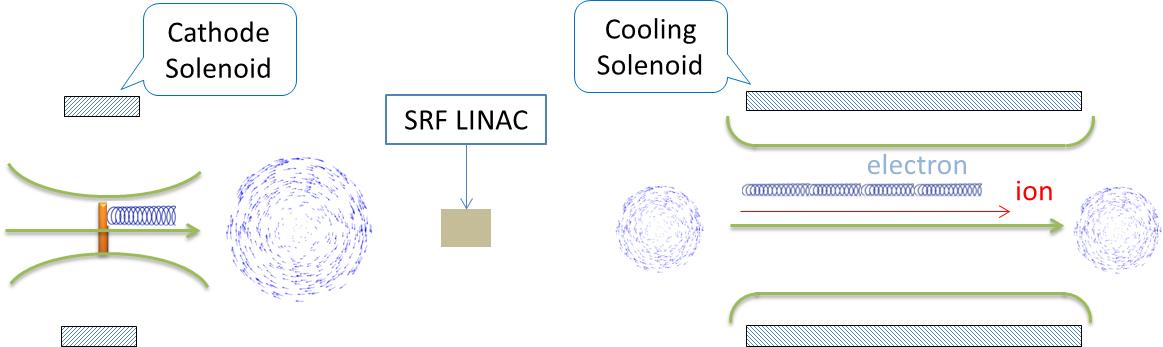 Cathode
Solenoid
SRF LINAC
Cooling
Solenoid
electron
ion